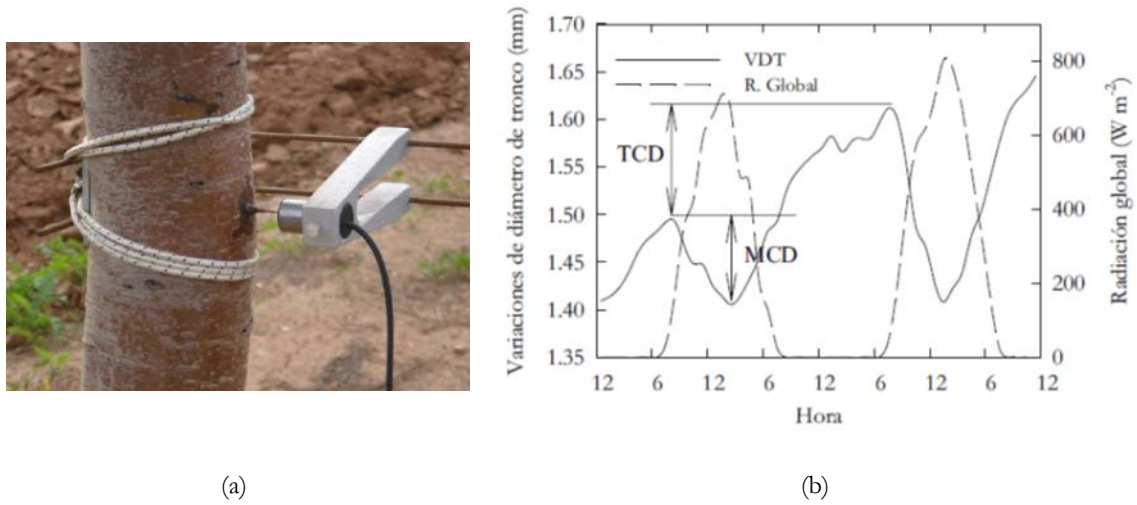 Variaciones de diámetro de tronco (mm)
1.70
1.65
1.60
1.55
1.50
1.45
1.40
1.35
VDT
R. Global
TCD
MCD
800
600
400
200
0
Radiación global (W m⁻²)
12 6 12 6 6 12 6 12
Hora
(a) (b)